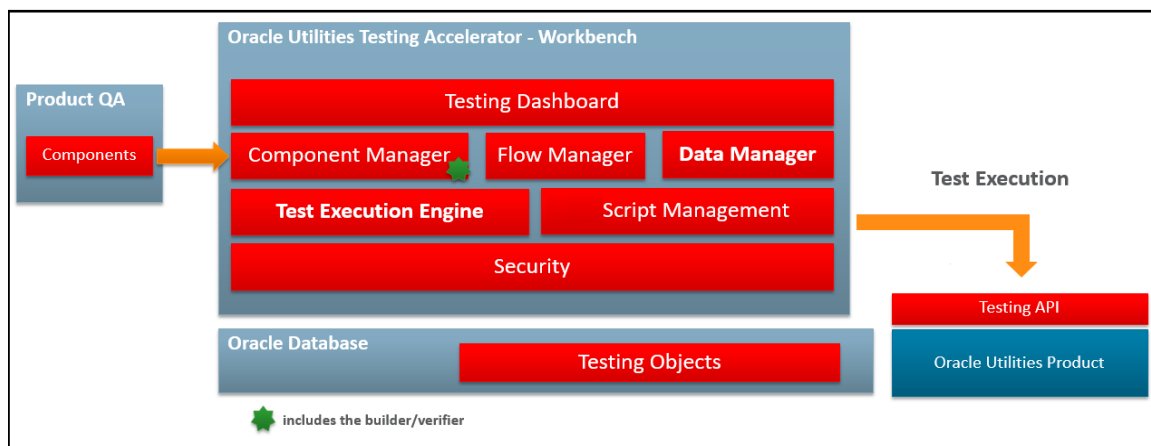 Oracle Utilities Testing Accelerator - Workbench
Product QA
Components
Testing Dashboard
Component Manager
Flow Manager
Data Manager
Test Execution Engine
Script Management
Security
Test Execution
Testing API
Oracle Utilities Product
Oracle Database
Testing Objects
includes the builder/verifier